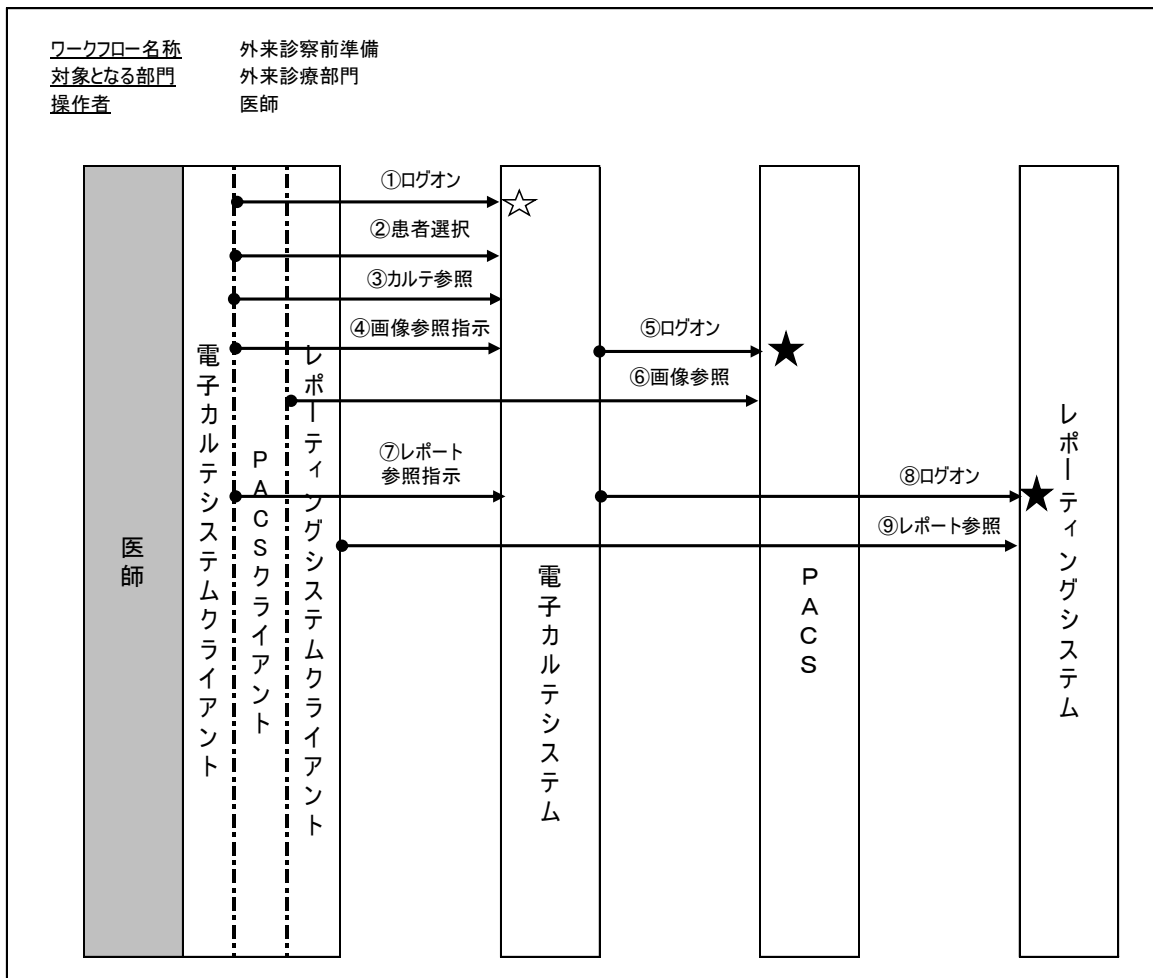 ワークフロー名称 外来診察前準備
対象となる部門 外来診療部門
操作者 医師
①ログオン
☆
②患者選択
③カルテ参照
④画像参照指示
⑤ログオン
★
⑥画像参照
⑦レポート
参照指示
⑧ログオン
★
⑨レポート参照
医師
電子カルテシステムクライアント
PACSクライアント
レポーティングシステムクライアント
電子カルテシステム
PACS
レポーティングシステム